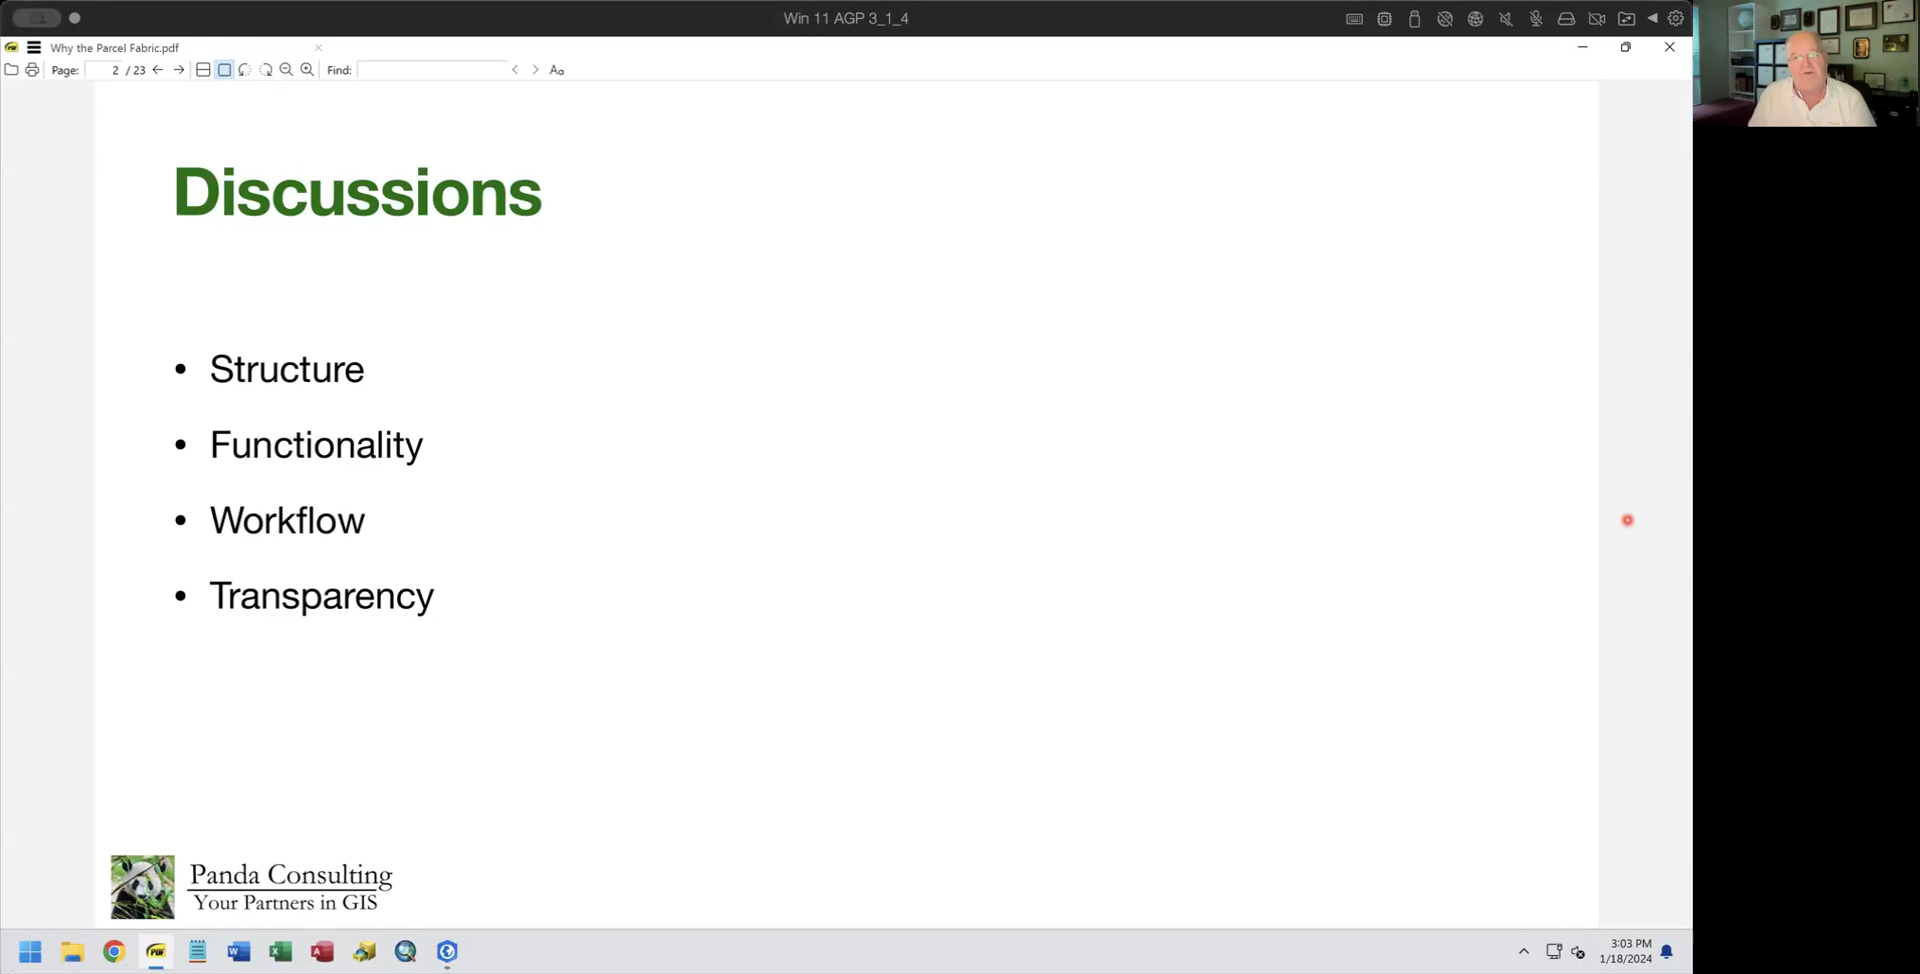 Win 11 AGP 3_1_4
Why the Parcel Fabric.pdf
Page: 2 / 23 Find: Aa
Discussions
• Structure
• Functionality
• Workflow
• Transparency
Panda Consulting
Your Partners in GIS
3:03 PM
1/18/2024